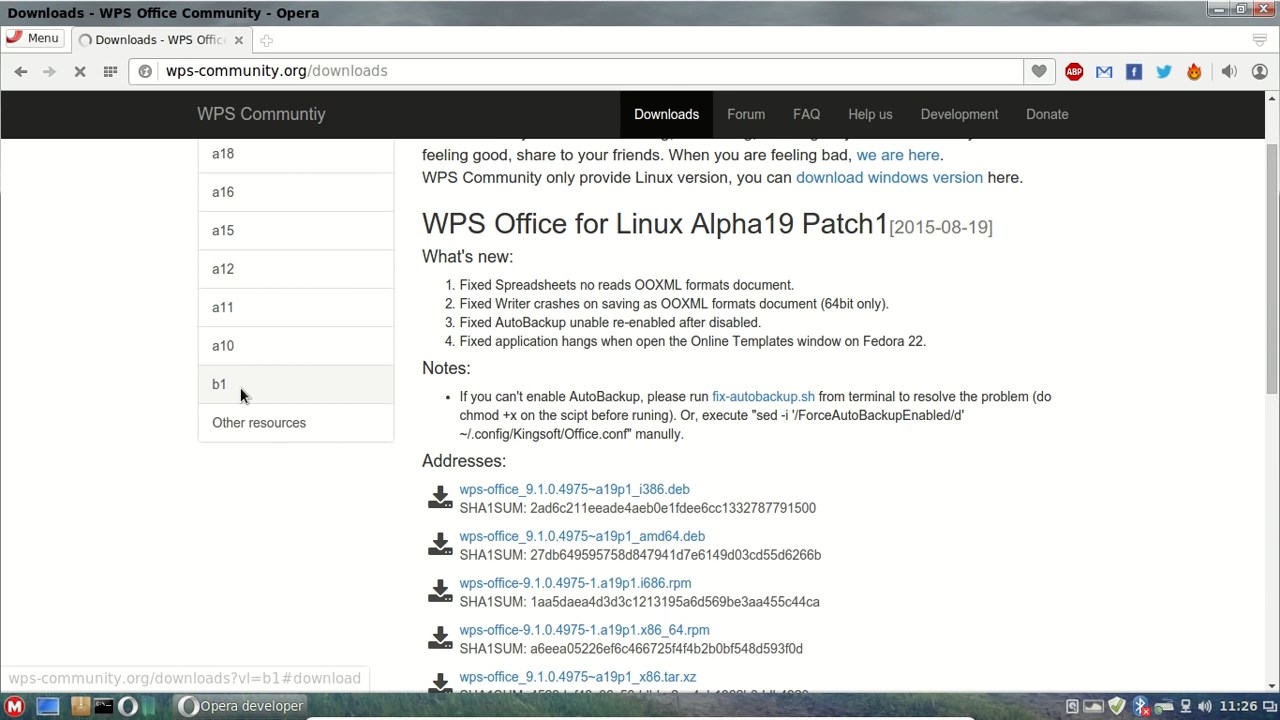 Downloads - WPS Office Community - Opera
Menu
Downloads - WPS Offic
wps-community.org/downloads
ABP
WPS Communtiy
Downloads
Forum
FAQ
Help us
Development
Donate
a18
a16
a15
a12
a11
a10
b1
Other resources
feeling good, share to your friends. When you are feeling bad, we are here.
WPS Community only provide Linux version, you can download windows version here.
WPS Office for Linux Alpha19 Patch1[2015-08-19]
What's new:
1. Fixed Spreadsheets no reads OOXML formats document.
2. Fixed Writer crashes on saving as OOXML formats document (64bit only).
3. Fixed AutoBackup unable re-enabled after disabled.
4. Fixed application hangs when open the Online Templates window on Fedora 22.
Notes:
• If you can't enable AutoBackup, please run fix-autobackup.sh from terminal to resolve the problem (do
chmod +x on the scipt before runing). Or, execute "sed -i '/ForceAutoBackupEnabled/d'
~/.config/Kingsoft/Office.conf" manully.
Addresses:
wps-office_9.1.0.4975~a19p1_i386.deb
SHA1SUM: 2ad6c211eeade4aeb0e1fdee6cc1332787791500
wps-office_9.1.0.4975~a19p1_amd64.deb
SHA1SUM: 27db649595758d847941d7e6149d03cd55d6266b
wps-office-9.1.0.4975-1.a19p1.i686.rpm
SHA1SUM: 1aa5daea4d3d3c1213195a6d569be3aa455c44ca
wps-office-9.1.0.4975-1.a19p1.x86_64.rpm
SHA1SUM: a6eea05226ef6c466725f4f4b2b0bf548d593f0d
wps-office_9.1.0.4975~a19p1_x86.tar.xz
wps-community.org/downloads?vl=b1#download
Opera developer
11:26